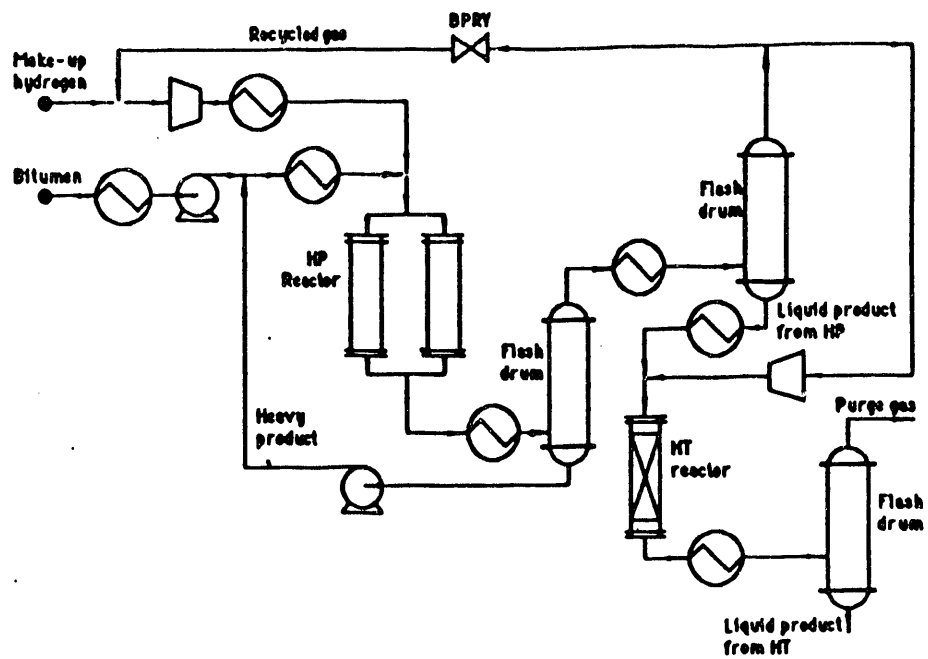 BPRY
Recycled gas
Make-up
hydrogen
Bitumen
HP
Reactor
Flash
drum
Liquid product
from HP
Flash
drum
Heavy
product
HT
reactor
Purge gas
Flash
drum
Liquid product
from HT